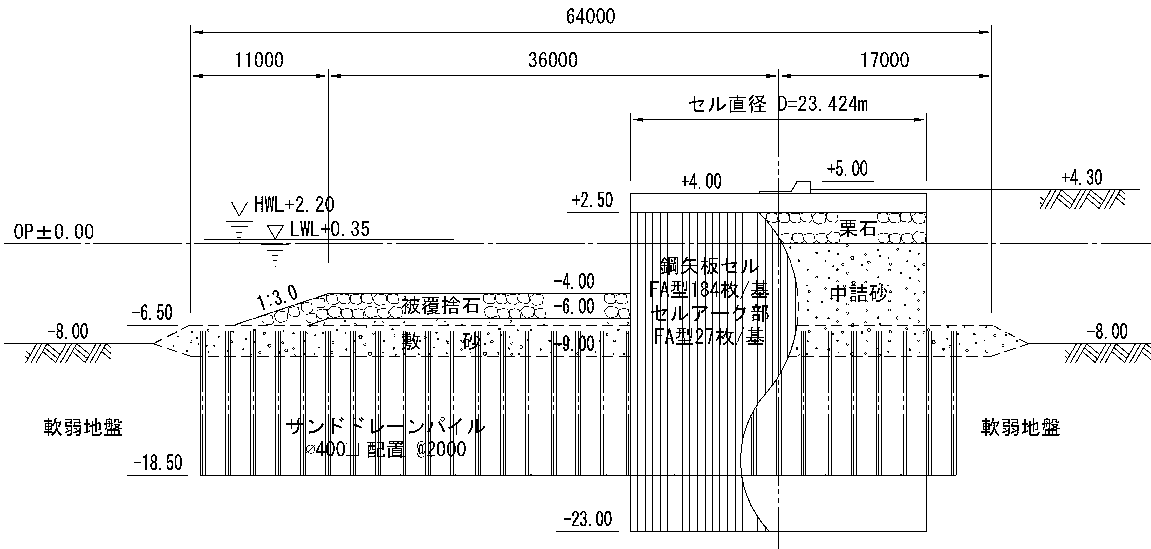 64000
11000
36000
17000
セル直径 D=23.424m
+5.00
+4.00
+4.30
HWL+2.20
+2.50
LWL+0.35
OP±0.00
栗石
鋼矢板セル
FA型184枚/基
セルアーク部
FA型27枚/基
中詰砂
1:3.0
-4.00
被覆捨石
-6.00
-6.50
-8.00
敷 砂
-9.00
-8.00
軟弱地盤
サンドドレーンパイル
⌀400 配置 @2000
軟弱地盤
-18.50
-23.00